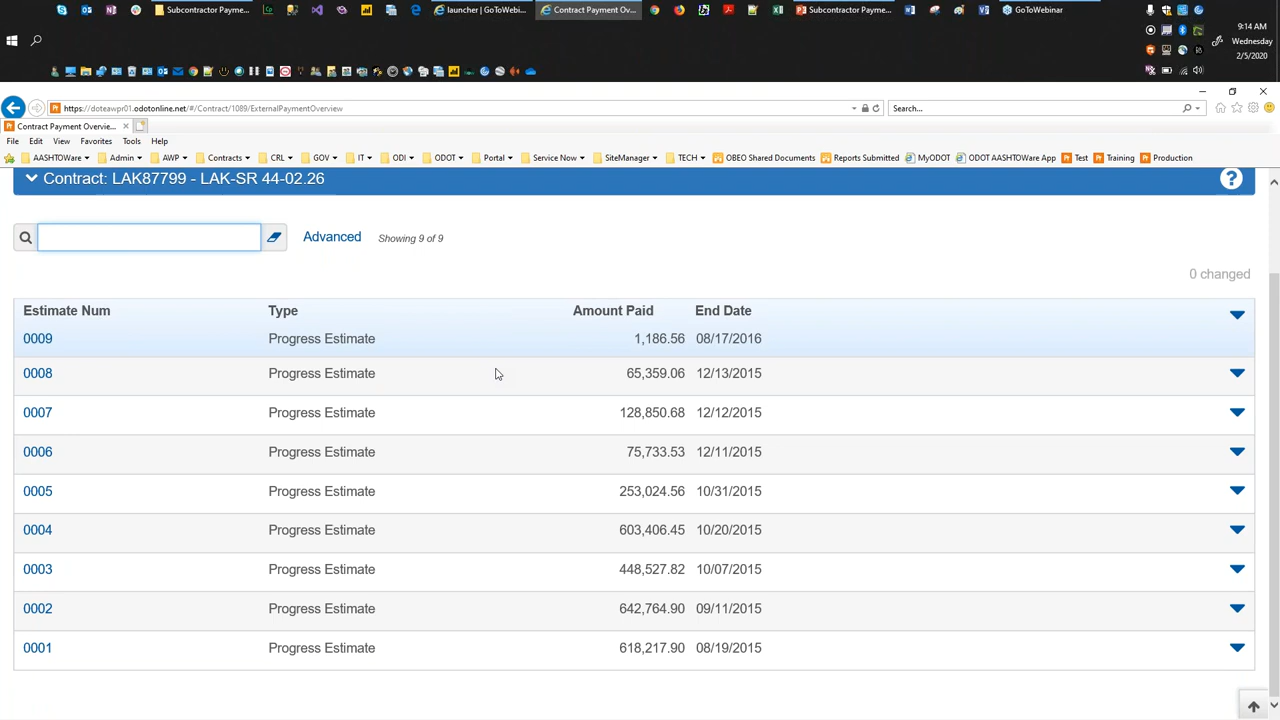 Subcontractor Payme...
launcher | GoToWebi...
Contract Payment Ov...
Subcontractor Payme...
GoToWebinar
9:14 AM
Wednesday
2/5/2020
https://doteawpr01.odotonline.net/#/Contract/1089/ExternalPaymentOverview
Search...
Contract Payment Overvie...
File Edit View Favorites Tools Help
AASHTOWare Admin AWP Contracts CRL GOV IT ODI ODOT Portal Service Now SiteManager TECH OBEO Shared Documents Reports Submitted MyODOT ODOT AASHTOWare App Test Training Production
Contract: LAK87799 - LAK-SR 44-02.26
?
Advanced Showing 9 of 9
0 changed
Estimate Num Type Amount Paid End Date
0009 Progress Estimate 1,186.56 08/17/2016
0008 Progress Estimate 65,359.06 12/13/2015
0007 Progress Estimate 128,850.68 12/12/2015
0006 Progress Estimate 75,733.53 12/11/2015
0005 Progress Estimate 253,024.56 10/31/2015
0004 Progress Estimate 603,406.45 10/20/2015
0003 Progress Estimate 448,527.82 10/07/2015
0002 Progress Estimate 642,764.90 09/11/2015
0001 Progress Estimate 618,217.90 08/19/2015